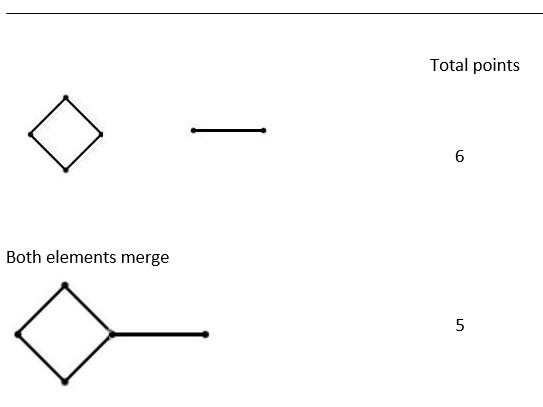 Total points
6
Both elements merge
5